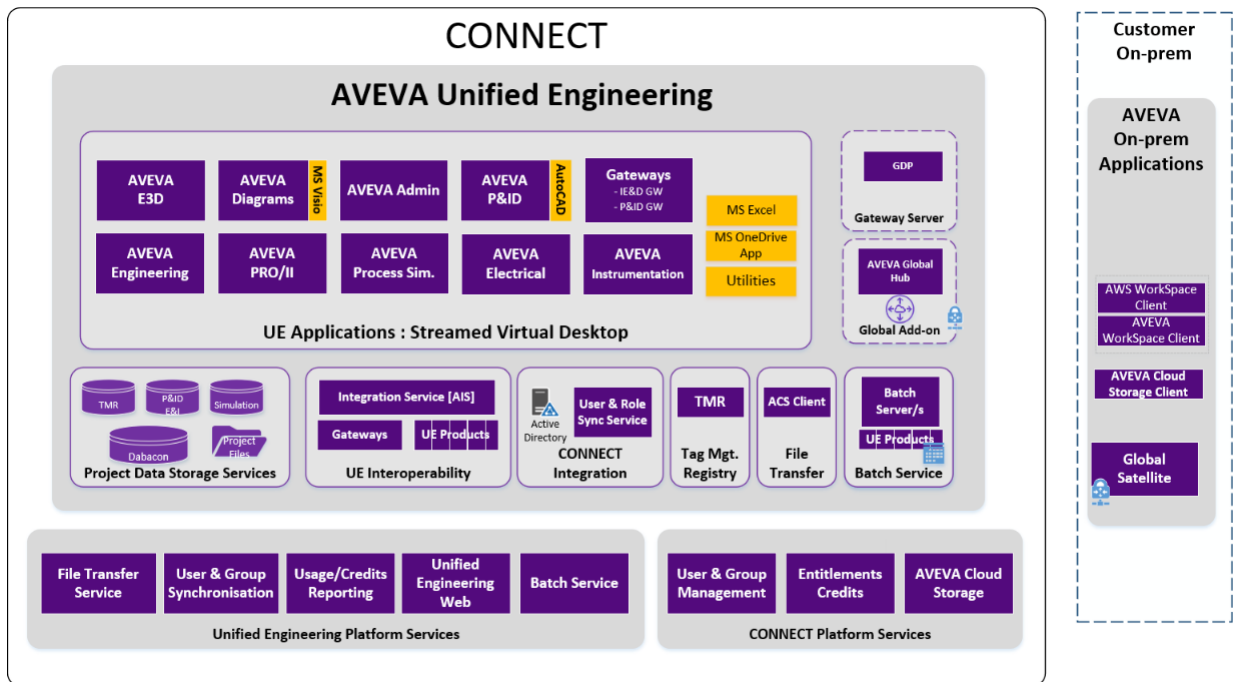 CONNECT
AVEVA Unified Engineering
AVEVA
E3D
AVEVA
Diagrams
MS Visio
AVEVA Admin
AVEVA
P&ID
AutoCAD
Gateways
- IE&D GW
- P&ID GW
MS Excel
MS OneDrive
App
Utilities
AVEVA
Engineering
AVEVA
PRO/II
AVEVA
Process Sim.
AVEVA
Electrical
AVEVA
Instrumentation
UE Applications : Streamed Virtual Desktop
GDP
Gateway Server
AVEVA Global
Hub
Global Add-on
TMR
P&ID
E&I
Simulation
Dabacon
Project
Files
Project Data Storage Services
Integration Service [AIS]
Gateways
UE Products
UE Interoperability
Active
Directory
User & Role
Sync Service
CONNECT
Integration
TMR
Tag Mgt.
Registry
ACS Client
File
Transfer
Batch
Server/s
UE Products
Batch Service
File Transfer
Service
User & Group
Synchronisation
Usage/Credits
Reporting
Unified
Engineering
Web
Batch Service
Unified Engineering Platform Services
User & Group
Management
Entitlements
Credits
AVEVA Cloud
Storage
CONNECT Platform Services
Customer
On-prem
AVEVA
On-prem
Applications
AWS WorkSpace
Client
AVEVA
WorkSpace Client
AVEVA Cloud
Storage Client
Global
Satellite